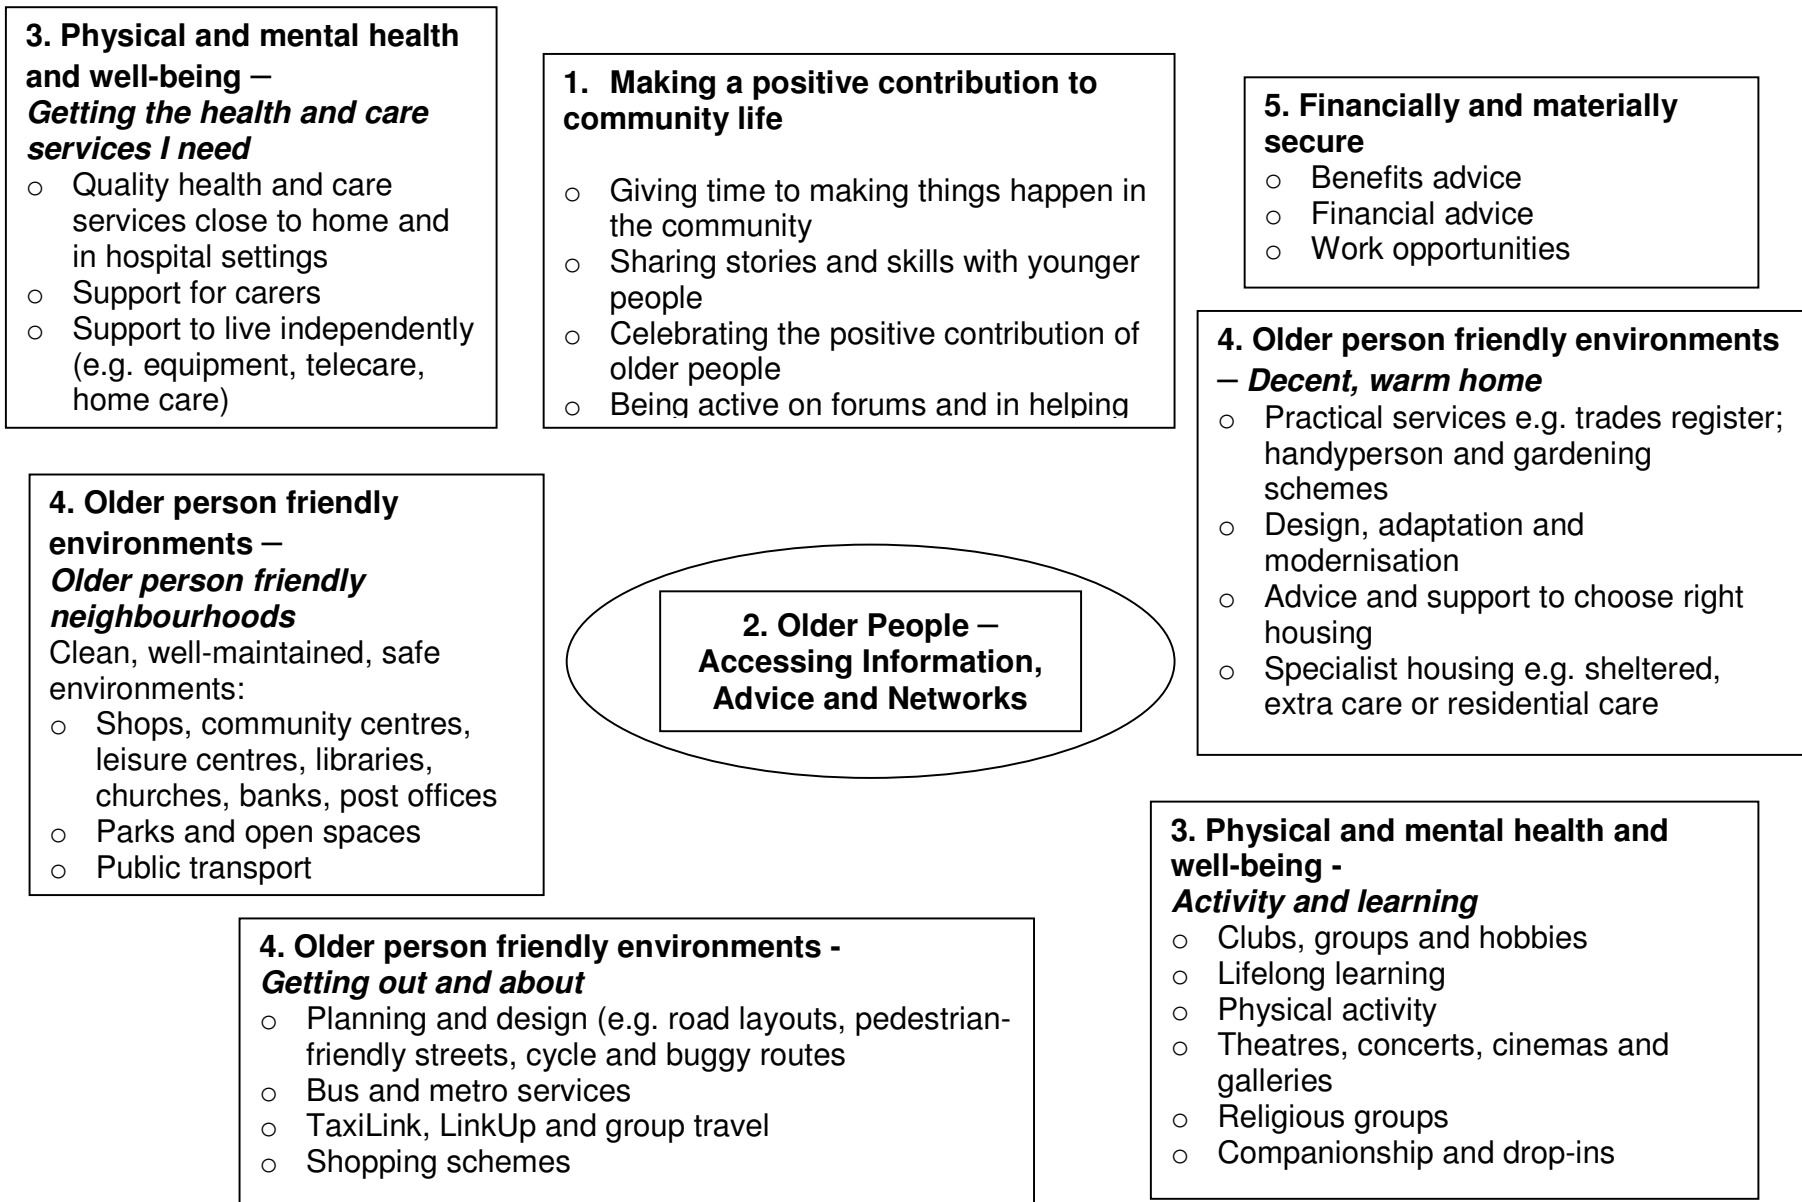 3. Physical and mental health
and well-being –
Getting the health and care
services I need
o Quality health and care
services close to home and
in hospital settings
o Support for carers
o Support to live independently
(e.g. equipment, telecare,
home care)
1. Making a positive contribution to
community life
o Giving time to making things happen in
the community
o Sharing stories and skills with younger
people
o Celebrating the positive contribution of
older people
o Being active on forums and in helping
5. Financially and materially
secure
o Benefits advice
o Financial advice
o Work opportunities
4. Older person friendly environments
– Decent, warm home
o Practical services e.g. trades register;
handyperson and gardening
schemes
o Design, adaptation and
modernisation
o Advice and support to choose right
housing
o Specialist housing e.g. sheltered,
extra care or residential care
4. Older person friendly
environments –
Older person friendly
neighbourhoods
Clean, well-maintained, safe
environments:
o Shops, community centres,
leisure centres, libraries,
churches, banks, post offices
o Parks and open spaces
o Public transport
2. Older People –
Accessing Information,
Advice and Networks
3. Physical and mental health and
well-being -
Activity and learning
o Clubs, groups and hobbies
o Lifelong learning
o Physical activity
o Theatres, concerts, cinemas and
galleries
o Religious groups
o Companionship and drop-ins
4. Older person friendly environments -
Getting out and about
o Planning and design (e.g. road layouts, pedestrian-
friendly streets, cycle and buggy routes
o Bus and metro services
o TaxiLink, LinkUp and group travel
o Shopping schemes